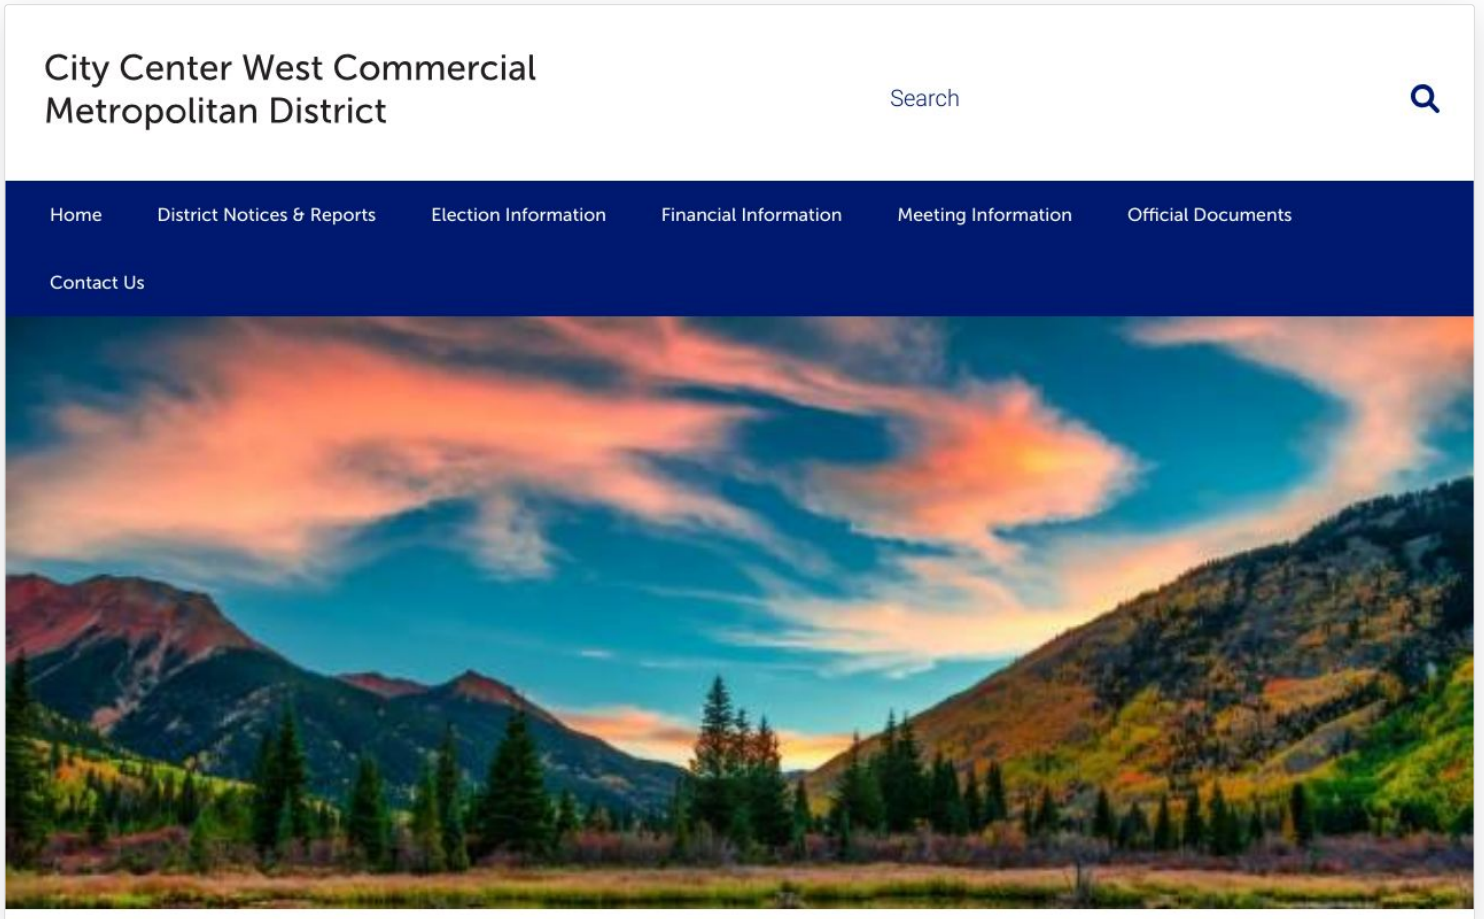 City Center West Commercial
Metropolitan District
Search
Home District Notices & Reports Election Information Financial Information Meeting Information Official Documents
Contact Us